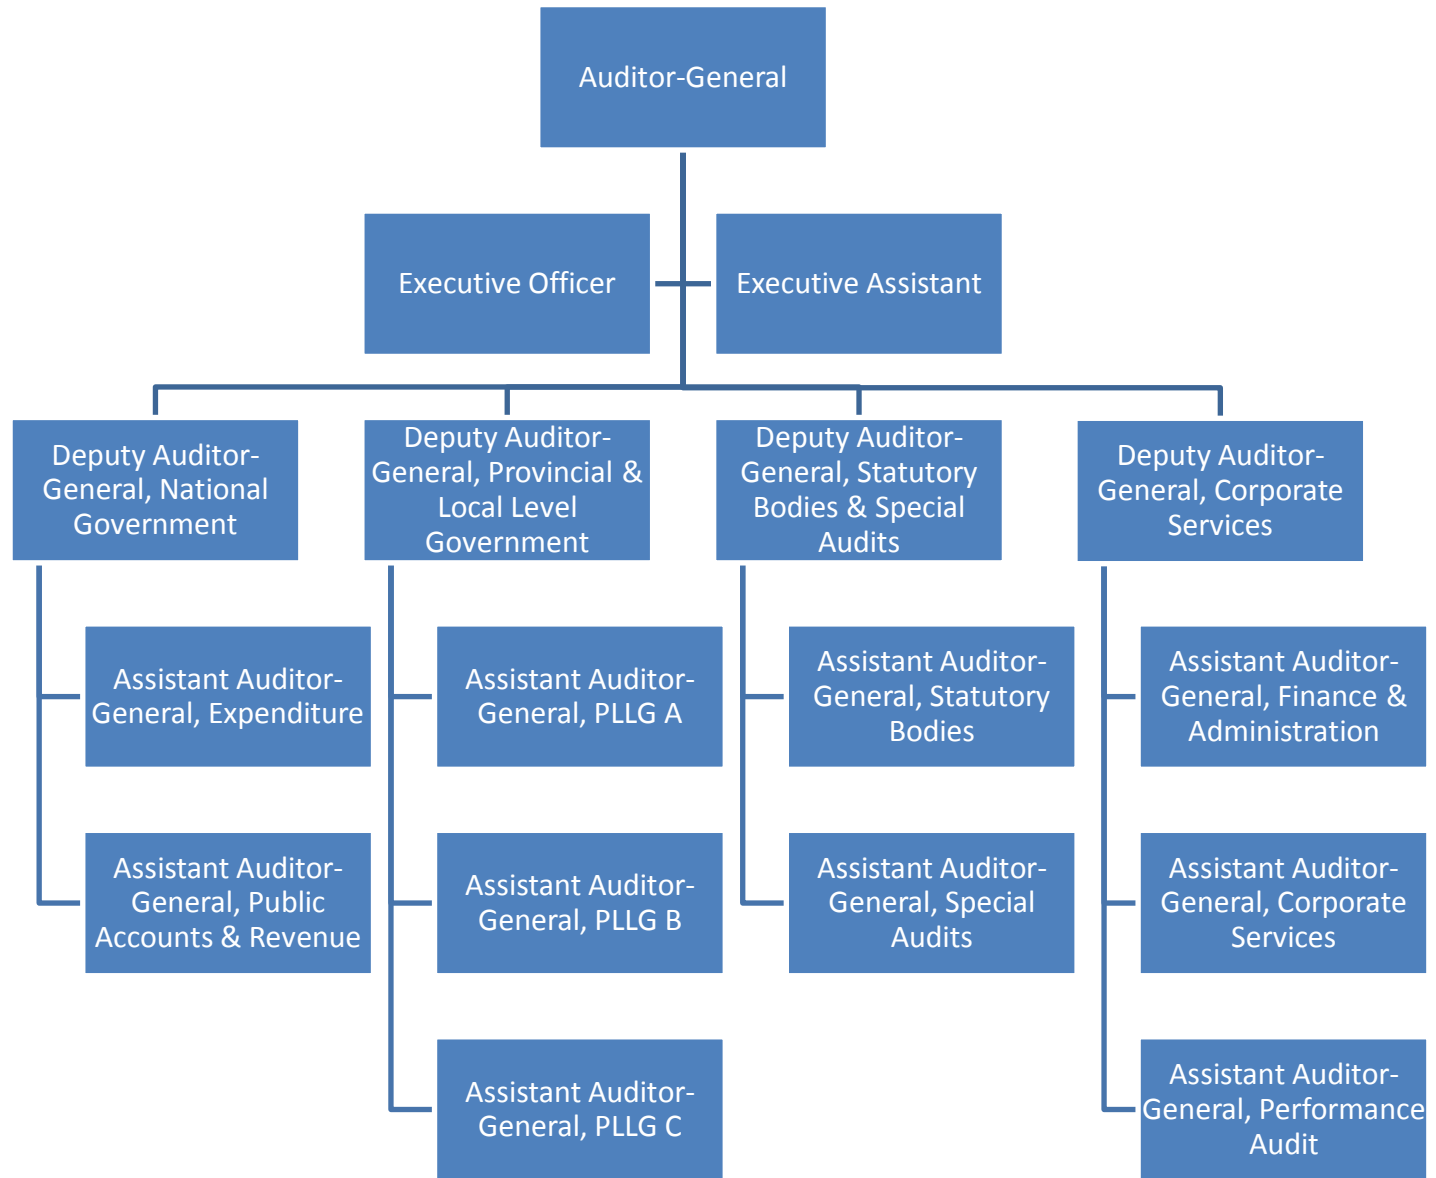 Auditor-General
Executive Officer
Executive Assistant
Deputy Auditor-
General, National
Government
Deputy Auditor-
General, Provincial &
Local Level
Government
Deputy Auditor-
General, Statutory
Bodies & Special
Audits
Deputy Auditor-
General, Corporate
Services
Assistant Auditor-
General, Expenditure
Assistant Auditor-
General, PLLG A
Assistant Auditor-
General, Statutory
Bodies
Assistant Auditor-
General, Finance &
Administration
Assistant Auditor-
General, Public
Accounts & Revenue
Assistant Auditor-
General, PLLG B
Assistant Auditor-
General, Special
Audits
Assistant Auditor-
General, Corporate
Services
Assistant Auditor-
General, PLLG C
Assistant Auditor-
General, Performance
Audit